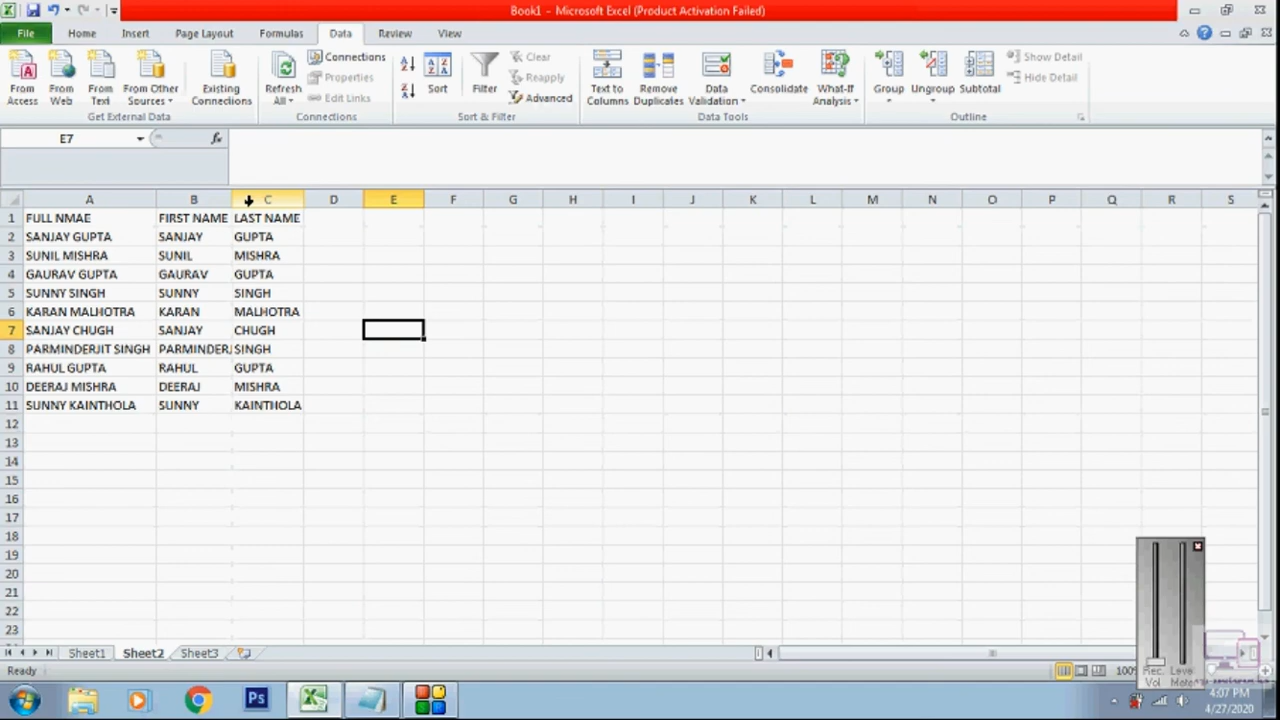 Book1 - Microsoft Excel (Product Activation Failed)
File Home Insert Page Layout Formulas Data Review View
From Access
From Web
From Text
From Other Sources
Existing Connections
Get External Data
Refresh All
Connections
Properties
Edit Links
Connections
Sort
Filter
Clear
Reapply
Advanced
Sort & Filter
Text to Columns
Remove Duplicates
Data Validation
Consolidate
What-If Analysis
Data Tools
Group
Ungroup
Subtotal
Show Detail
Hide Detail
Outline
E7 fx
A B C D E F G H I J K L M N O P Q R S
1 FULL NMAE FIRST NAME LAST NAME
2 SANJAY GUPTA SANJAY GUPTA
3 SUNIL MISHRA SUNIL MISHRA
4 GAURAV GUPTA GAURAV GUPTA
5 SUNNY SINGH SUNNY SINGH
6 KARAN MALHOTRA KARAN MALHOTRA
7 SANJAY CHUGH SANJAY CHUGH
8 PARMINDERJIT SINGH PARMINDERJ SINGH
9 RAHUL GUPTA RAHUL GUPTA
10 DEERAJ MISHRA DEERAJ MISHRA
11 SUNNY KAINTHOLA SUNNY KAINTHOLA
12
13
14
15
16
17
18
19
20
21
22
23
Sheet1 Sheet2 Sheet3
Ready
100%
Rec. Vol
Level
Ps
4:07 PM
4/27/2020